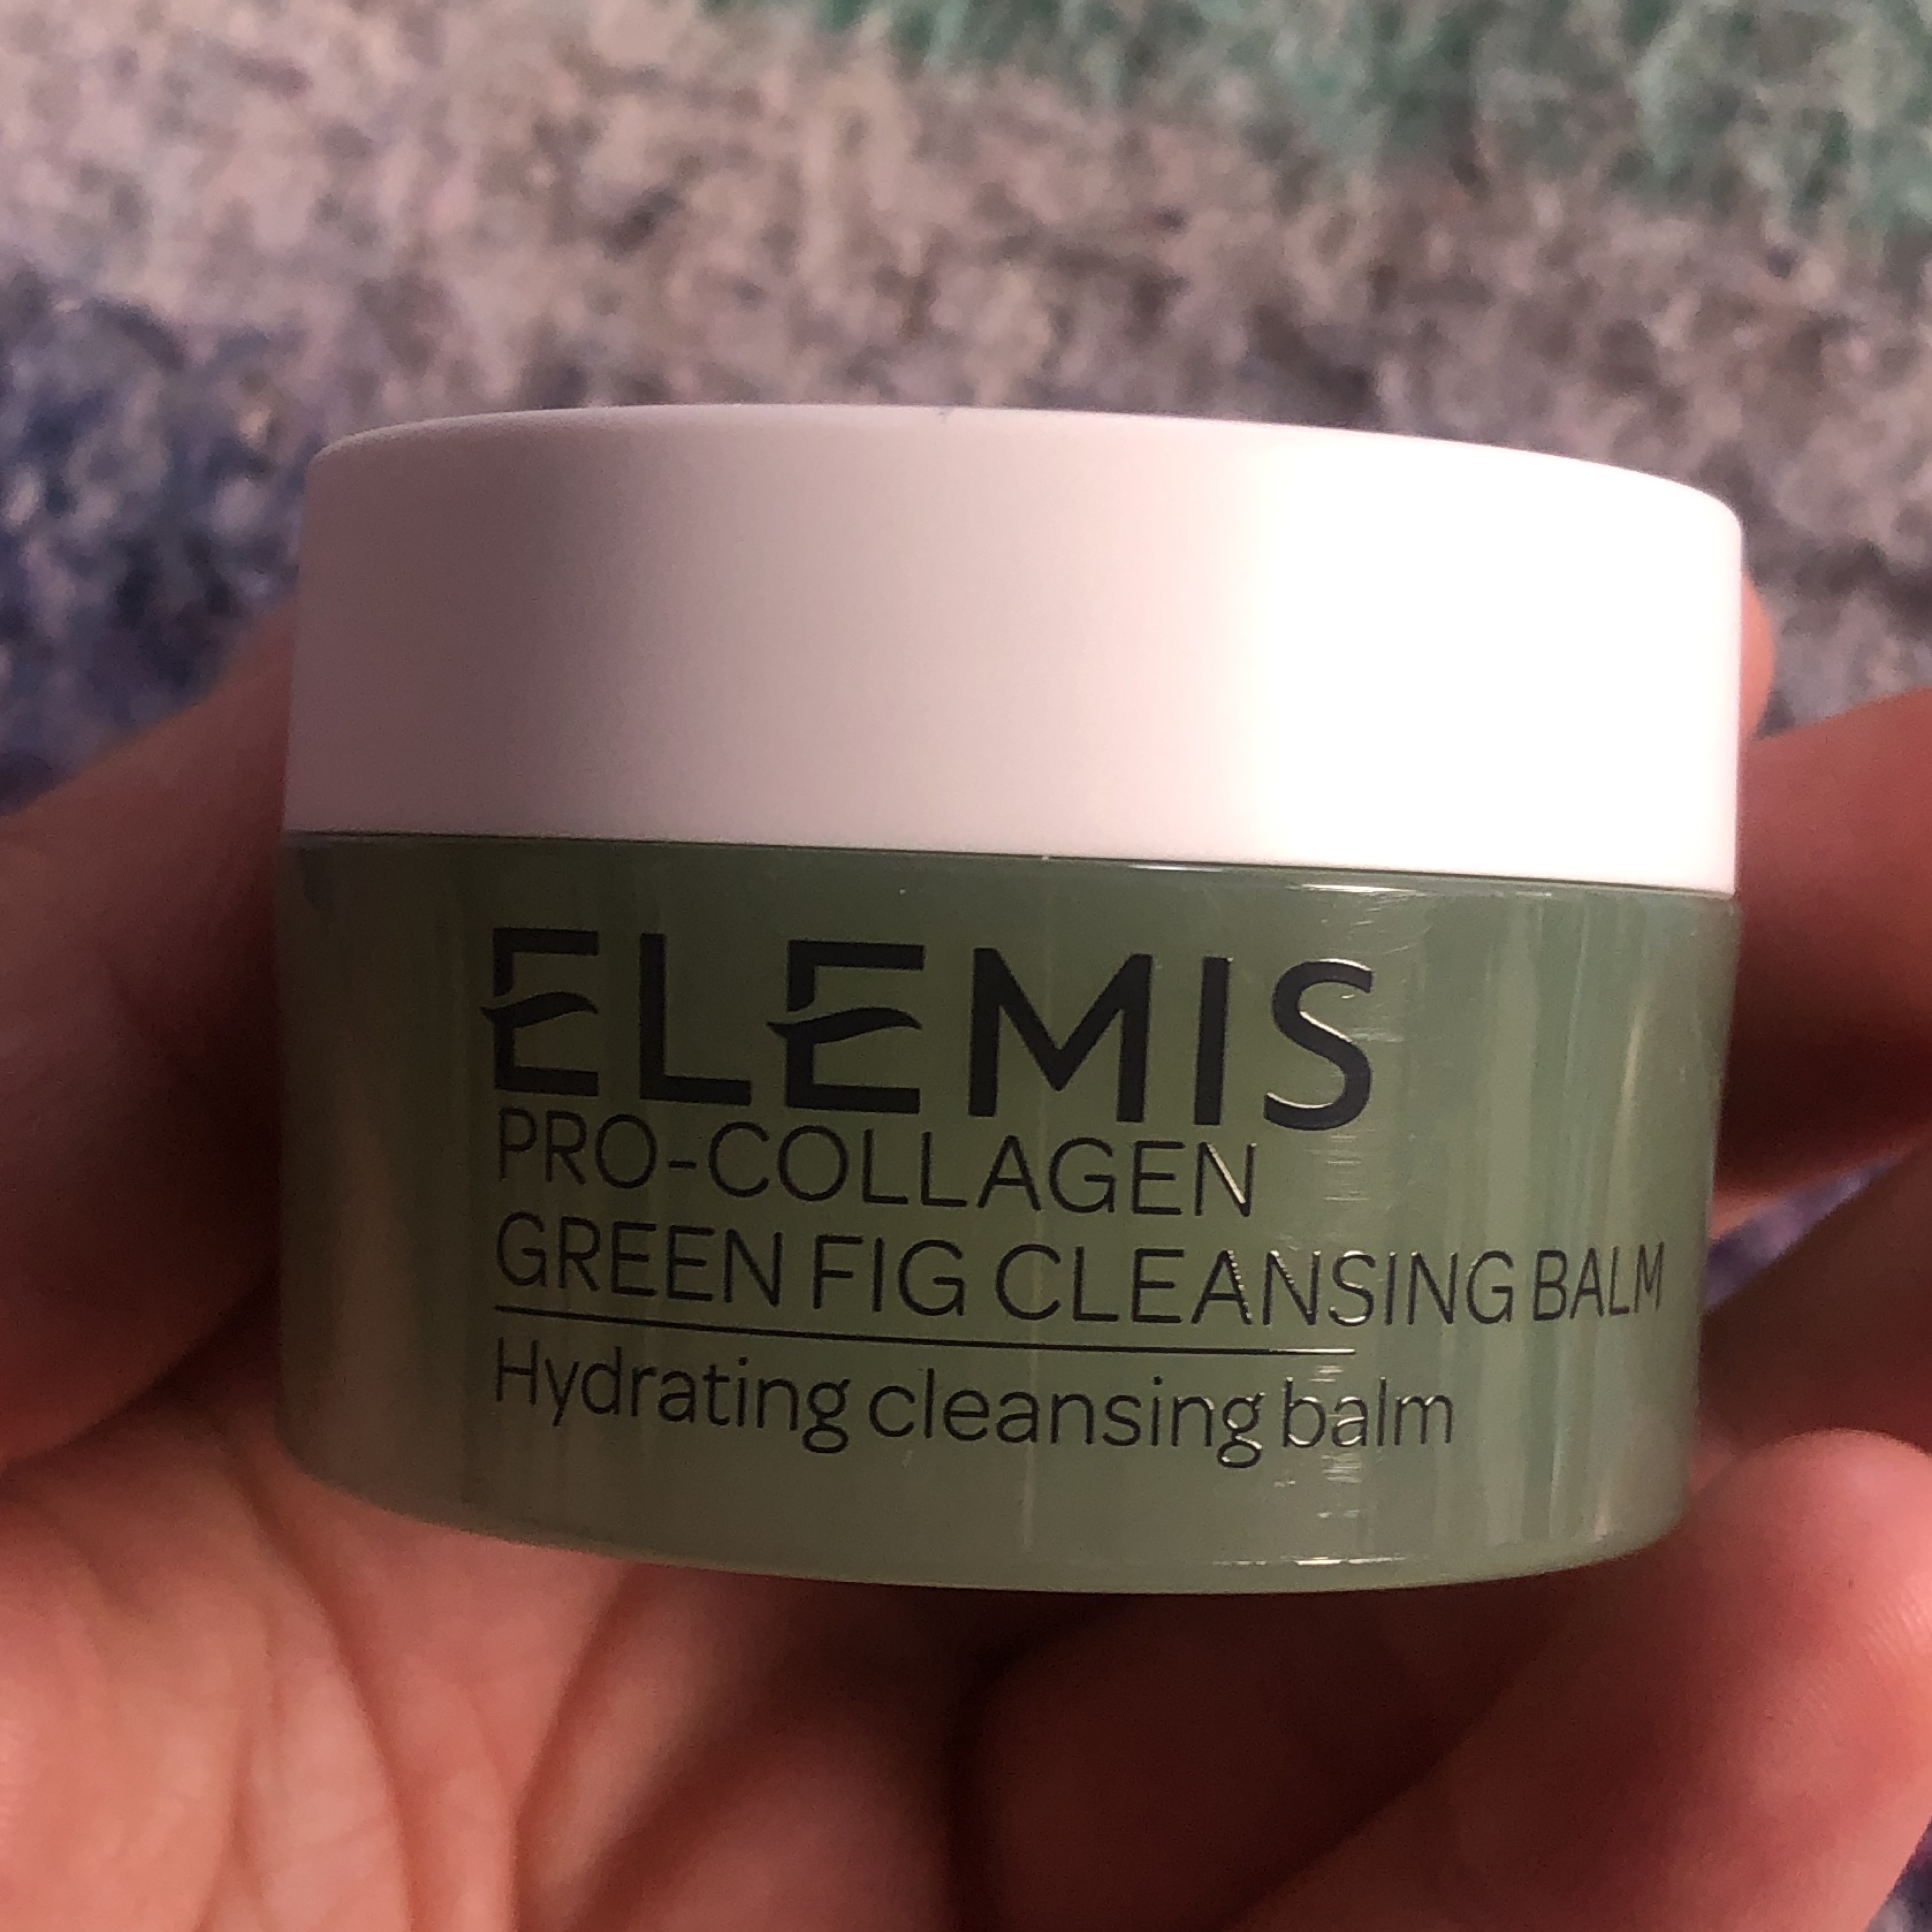 ELEMIS
PRO-COLLAGEN
GREEN FIG CLEANSING BALM
Hydrating cleansing balm